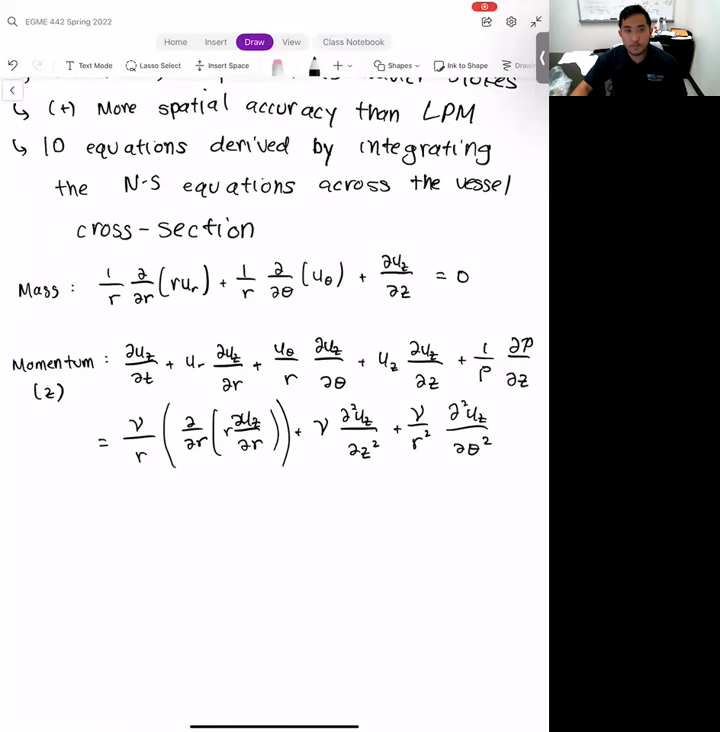 EGME 442 Spring 2022
Home Insert Draw View Class Notebook
T Text Mode Lasso Select Insert Space Shapes Ink to Shape
Stokes
↳ (+) More spatial accuracy than LPM
↳ 1D equations derived by integrating
the N-S equations across the vessel
cross-section
Mass: 1/r ∂/∂r (ru_r) + 1/r ∂/∂θ (u_θ) + ∂u_z/∂z = 0
Momentum: ∂u_z/∂t + u_r ∂u_z/∂r + u_θ/r ∂u_z/∂θ + u_z ∂u_z/∂z + 1/ρ ∂P/∂z
(z)
= ν/r (∂/∂r (r ∂u_z/∂r)) + ν ∂²u_z/∂z² + ν/r² ∂²u_z/∂θ²